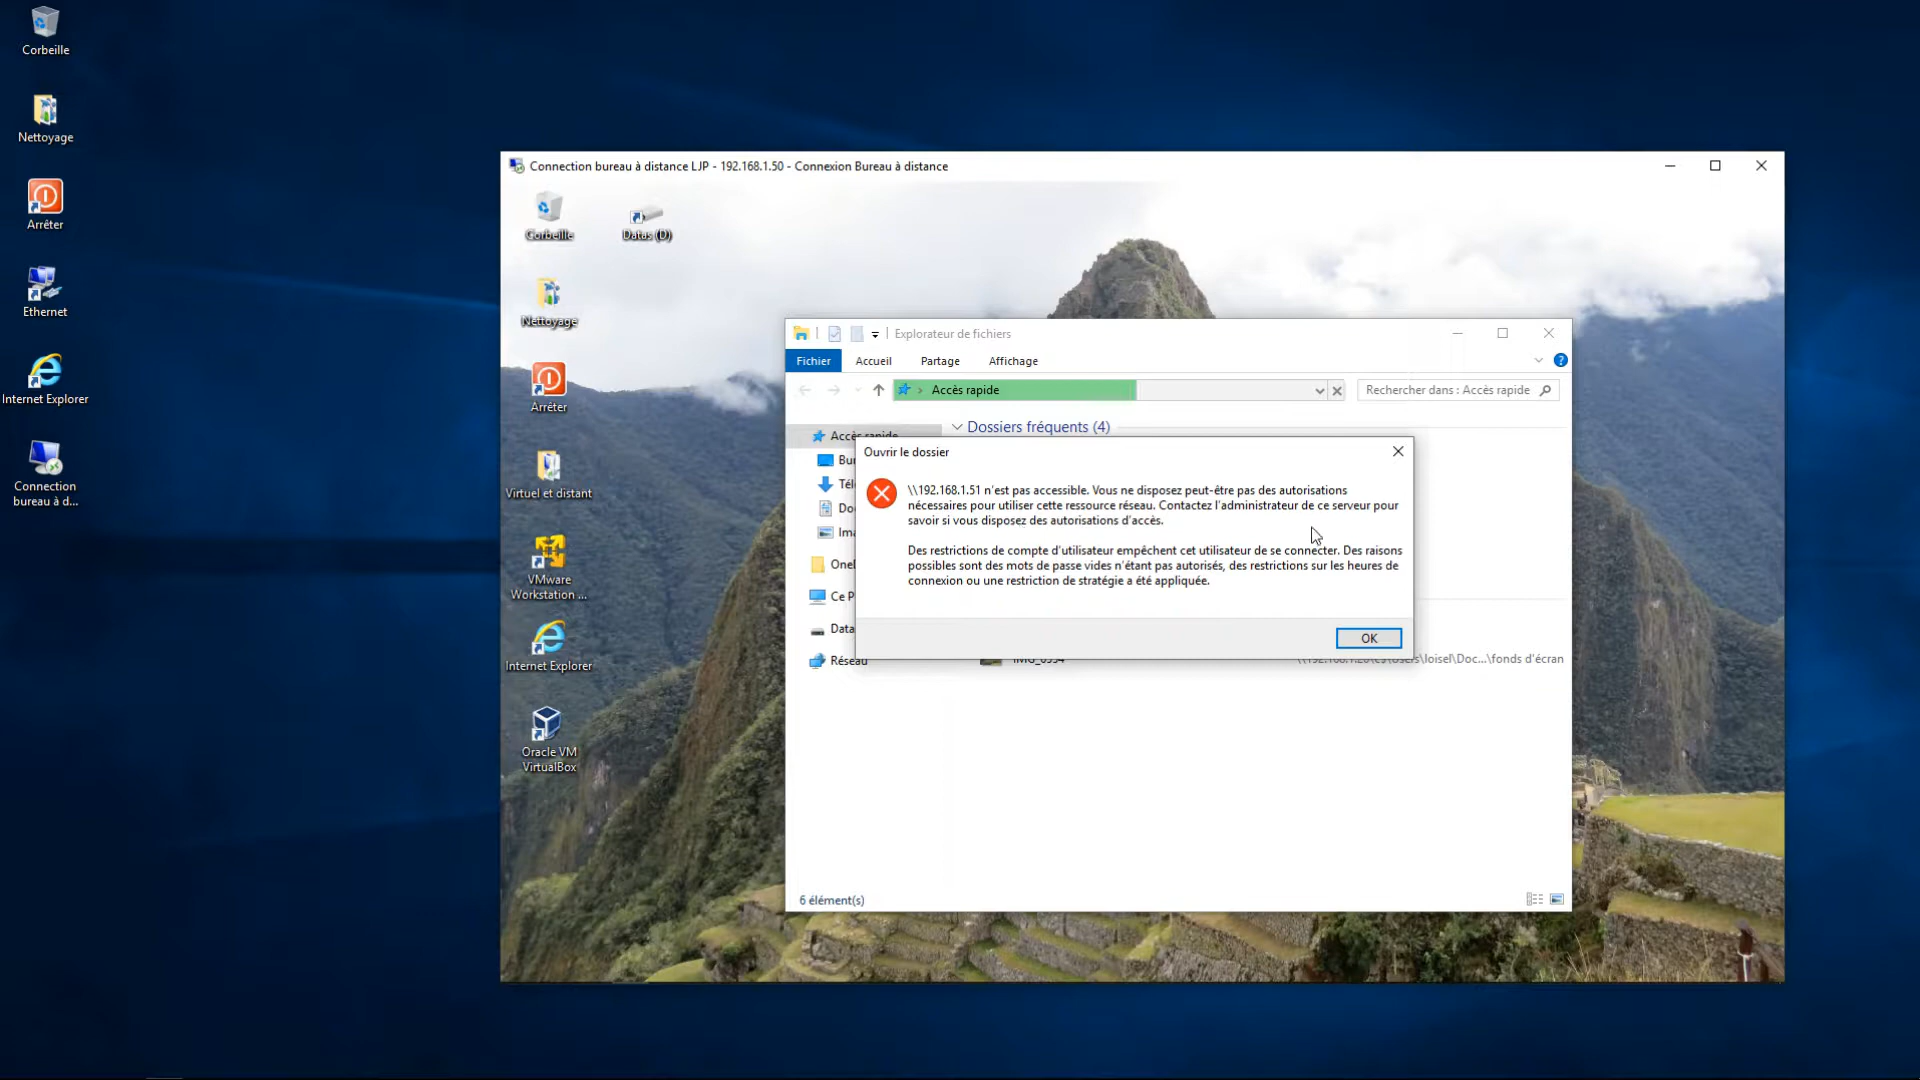 Corbeille
Nettoyage
Arrêter
Ethernet
Internet Explorer
Connection
bureau à d...
Connection bureau à distance LJP - 192.168.1.50 - Connexion Bureau à distance
Corbeille
Datas (D)
Nettoyage
Arrêter
Virtuel et distant
VMware
Workstation ...
Internet Explorer
Oracle VM
VirtualBox
Explorateur de fichiers
Fichier Accueil Partage Affichage
Accès rapide
Rechercher dans : Accès rapide
Accès rapide
Dossiers fréquents (4)
Ouvrir le dossier
\\192.168.1.51 n'est pas accessible. Vous ne disposez peut-être pas des autorisations
nécessaires pour utiliser cette ressource réseau. Contactez l'administrateur de ce serveur pour
savoir si vous disposez des autorisations d'accès.
Des restrictions de compte d'utilisateur empêchent cet utilisateur de se connecter. Des raisons
possibles sont des mots de passe vides n'étant pas autorisés, des restrictions sur les heures de
connexion ou une restriction de stratégie a été appliquée.
OK
Ce P
Data
Réseau
6 élément(s)